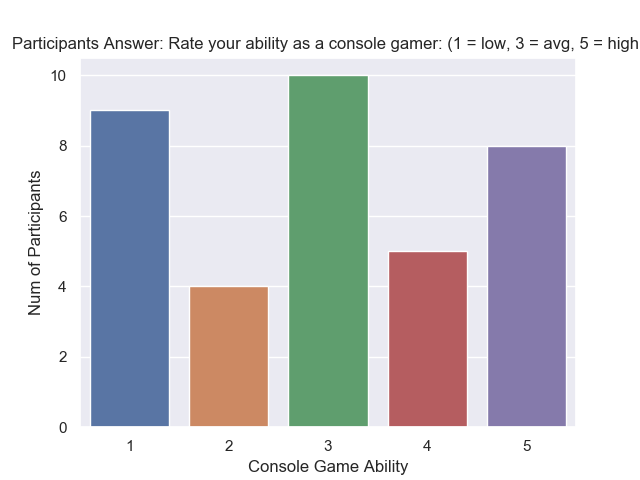 Participants Answer: Rate your ability as a console gamer: (1 = low, 3 = avg, 5 = high
10
8
6
4
2
0
Num of Participants
1 2 3 4 5
Console Game Ability